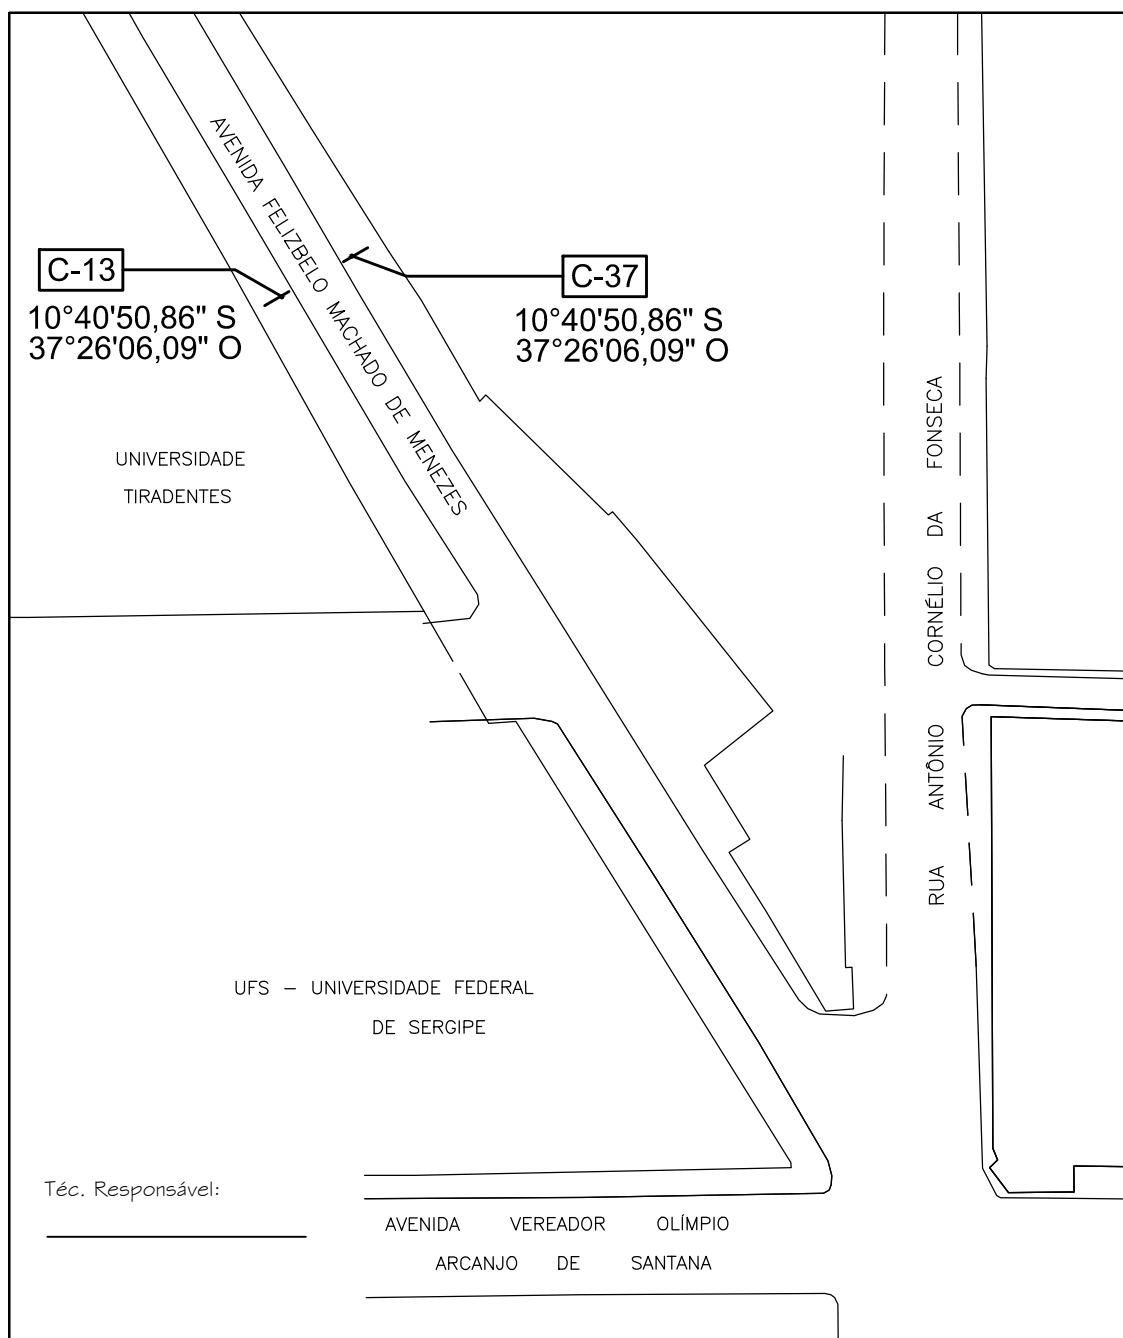 AVENIDA FELIZBELO MACHADO DE MENEZES
C-13
10°40'50,86" S
37°26'06,09" O
C-37
10°40'50,86" S
37°26'06,09" O
UNIVERSIDADE
TIRADENTES
RUA ANTÔNIO CORNÉLIO DA FONSECA
UFS – UNIVERSIDADE FEDERAL
DE SERGIPE
Téc. Responsável:
AVENIDA VEREADOR OLÍMPIO
ARCANJO DE SANTANA